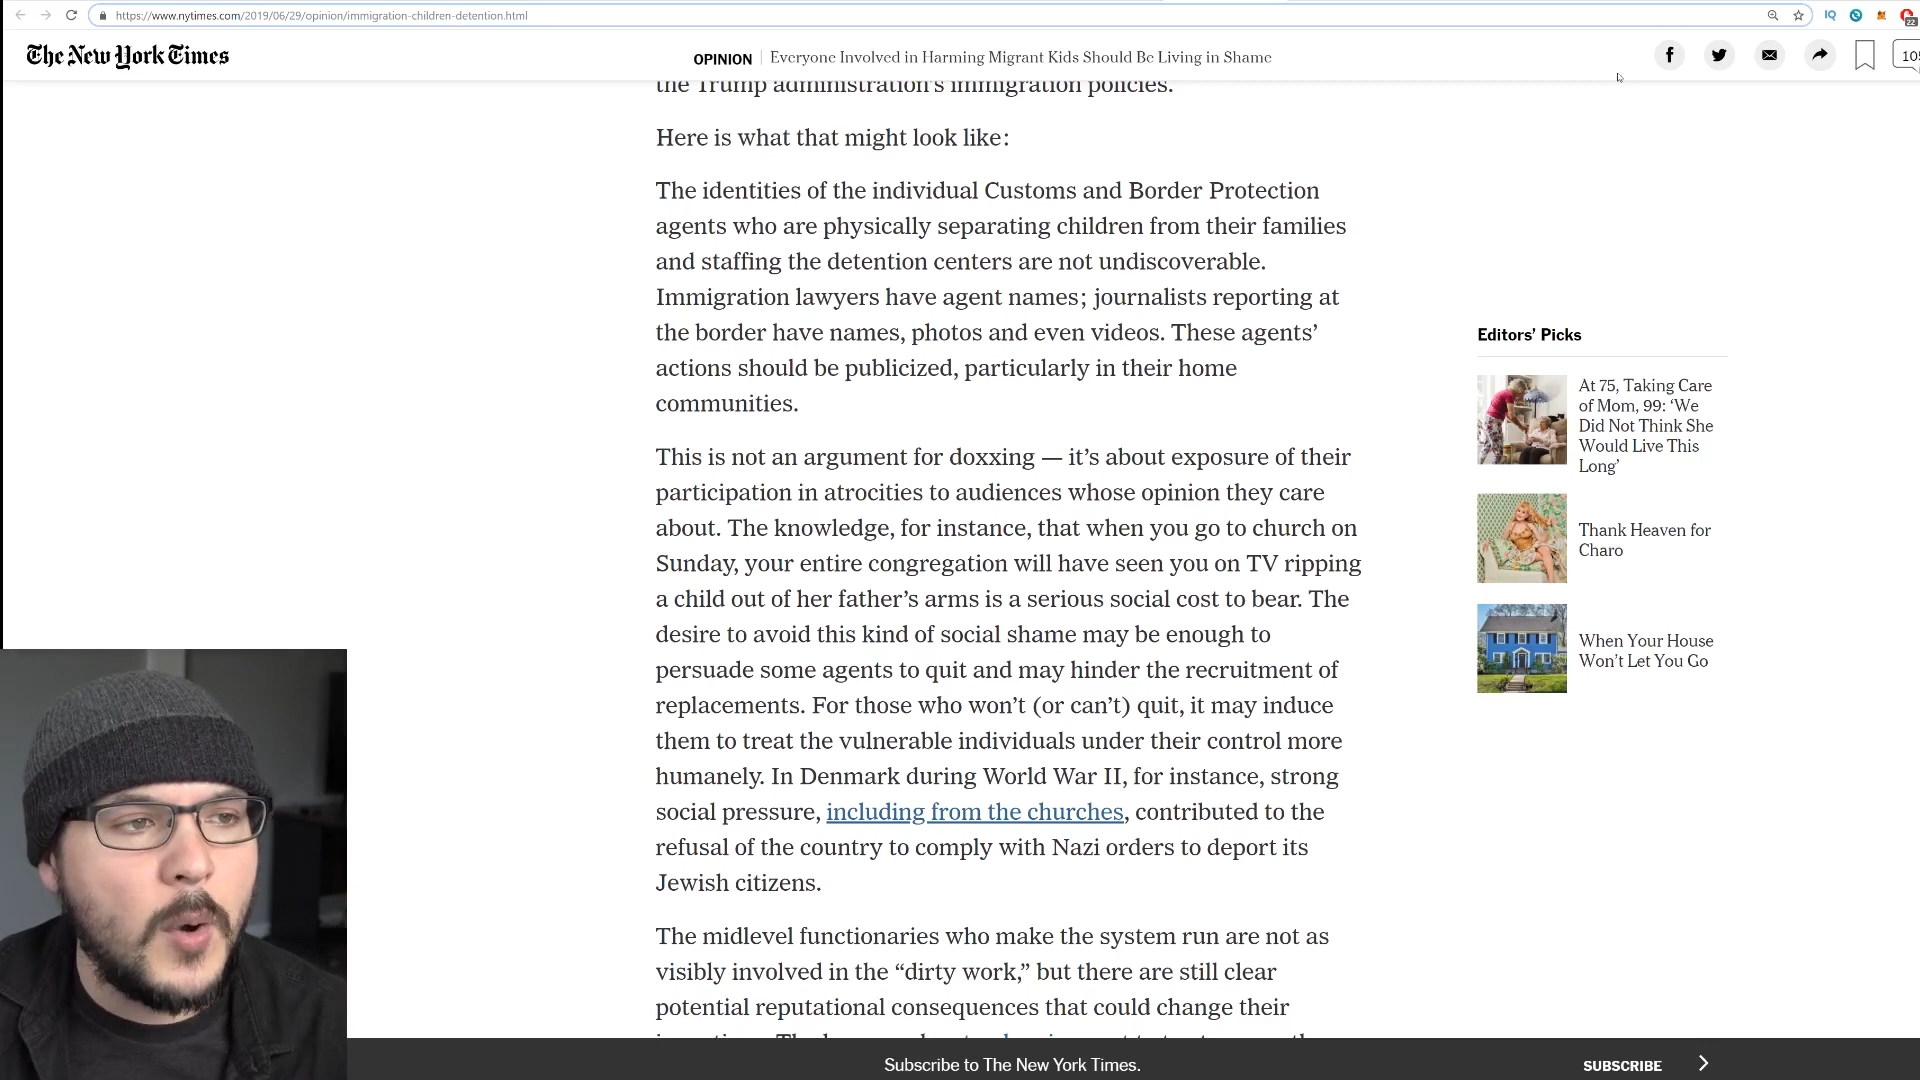 https://www.nytimes.com/2019/06/29/opinion/immigration-children-detention.html
IQ
22
The New York Times
OPINION
Everyone Involved in Harming Migrant Kids Should Be Living in Shame
the Trump administration's immigration policies.
Here is what that might look like:
The identities of the individual Customs and Border Protection
agents who are physically separating children from their families
and staffing the detention centers are not undiscoverable.
Immigration lawyers have agent names; journalists reporting at
the border have names, photos and even videos. These agents’
actions should be publicized, particularly in their home
communities.
This is not an argument for doxxing — it’s about exposure of their
participation in atrocities to audiences whose opinion they care
about. The knowledge, for instance, that when you go to church on
Sunday, your entire congregation will have seen you on TV ripping
a child out of her father’s arms is a serious social cost to bear. The
desire to avoid this kind of social shame may be enough to
persuade some agents to quit and may hinder the recruitment of
replacements. For those who won’t (or can’t) quit, it may induce
them to treat the vulnerable individuals under their control more
humanely. In Denmark during World War II, for instance, strong
social pressure, including from the churches, contributed to the
refusal of the country to comply with Nazi orders to deport its
Jewish citizens.
The midlevel functionaries who make the system run are not as
visibly involved in the “dirty work,” but there are still clear
potential reputational consequences that could change their
Editors’ Picks
At 75, Taking Care
of Mom, 99: ‘We
Did Not Think She
Would Live This
Long’
Thank Heaven for
Charo
When Your House
Won’t Let You Go
Subscribe to The New York Times.
SUBSCRIBE